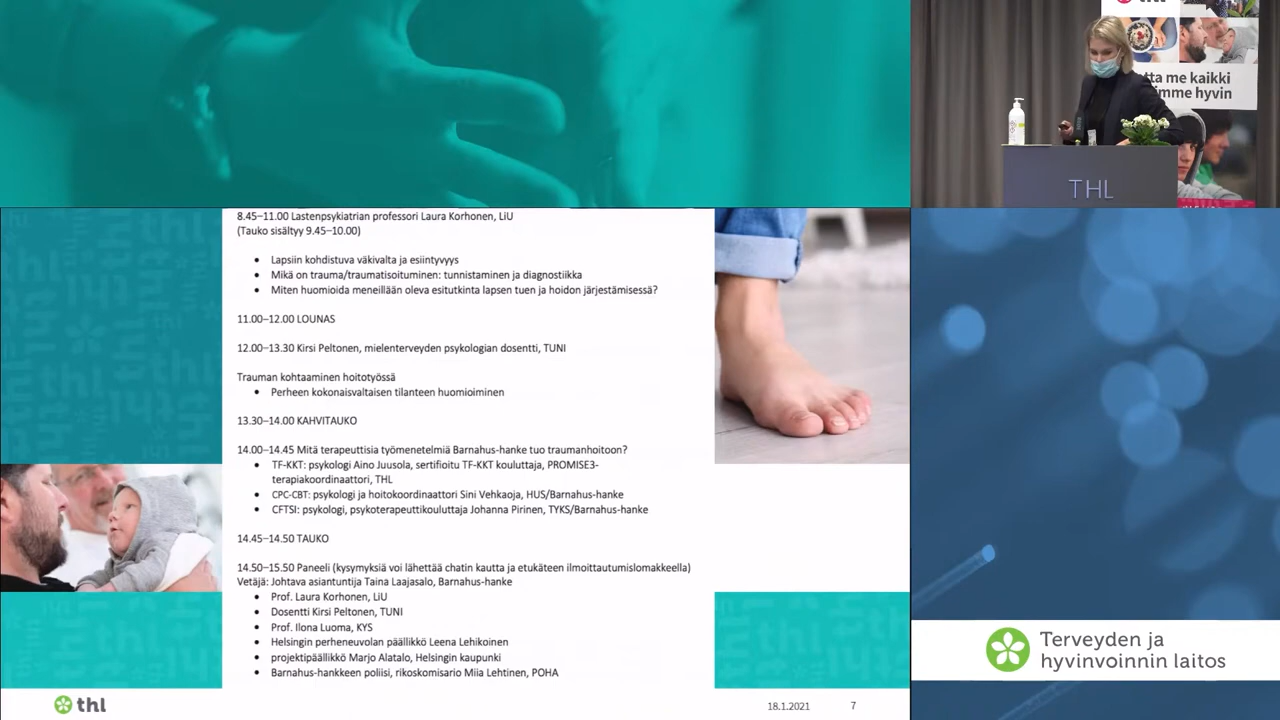 thl
tta me kaikki
imme hyvin
THL
8.45–11.00 Lastenpsykiatrian professori Laura Korhonen, LiU
(Tauko sisältyy 9.45–10.00)
• Lapsiin kohdistuva väkivalta ja esiintyvyys
• Mikä on trauma/traumatisoituminen: tunnistaminen ja diagnostiikka
• Miten huomioida meneillään oleva esitutkinta lapsen tuen ja hoidon järjestämisessä?
11.00–12.00 LOUNAS
12.00–13.30 Kirsi Peltonen, mielenterveyden psykologian dosentti, TUNI
Trauman kohtaaminen hoitotyössä
• Perheen kokonaisvaltaisen tilanteen huomioiminen
13.30–14.00 KAHVITAUKO
14.00–14.45 Mitä terapeuttisia työmenetelmiä Barnahus-hanke tuo traumanhoitoon?
• TF-KKT: psykologi Aino Juusola, sertifioitu TF-KKT kouluttaja, PROMISE3-
terapiakoordinaattori, THL
• CPC-CBT: psykologi ja hoitokoordinaattori Sini Vehkaoja, HUS/Barnahus-hanke
• CFTSI: psykologi, psykoterapeuttikouluttaja Johanna Pirinen, TYKS/Barnahus-hanke
14.45–14.50 TAUKO
14.50–15.50 Paneeli (kysymyksiä voi lähettää chatin kautta ja etukäteen ilmoittautumislomakkeella)
Vetäjä: Johtava asiantuntija Taina Laajasalo, Barnahus-hanke
• Prof. Laura Korhonen, LiU
• Dosentti Kirsi Peltonen, TUNI
• Prof. Ilona Luoma, KYS
• Helsingin perheneuvolan päällikkö Leena Lehikoinen
• projektipäällikkö Marjo Alatalo, Helsingin kaupunki
• Barnahus-hankkeen poliisi, rikoskomisario Miia Lehtinen, POHA
thl
18.1.2021
7
Terveyden ja
hyvinvoinnin laitos